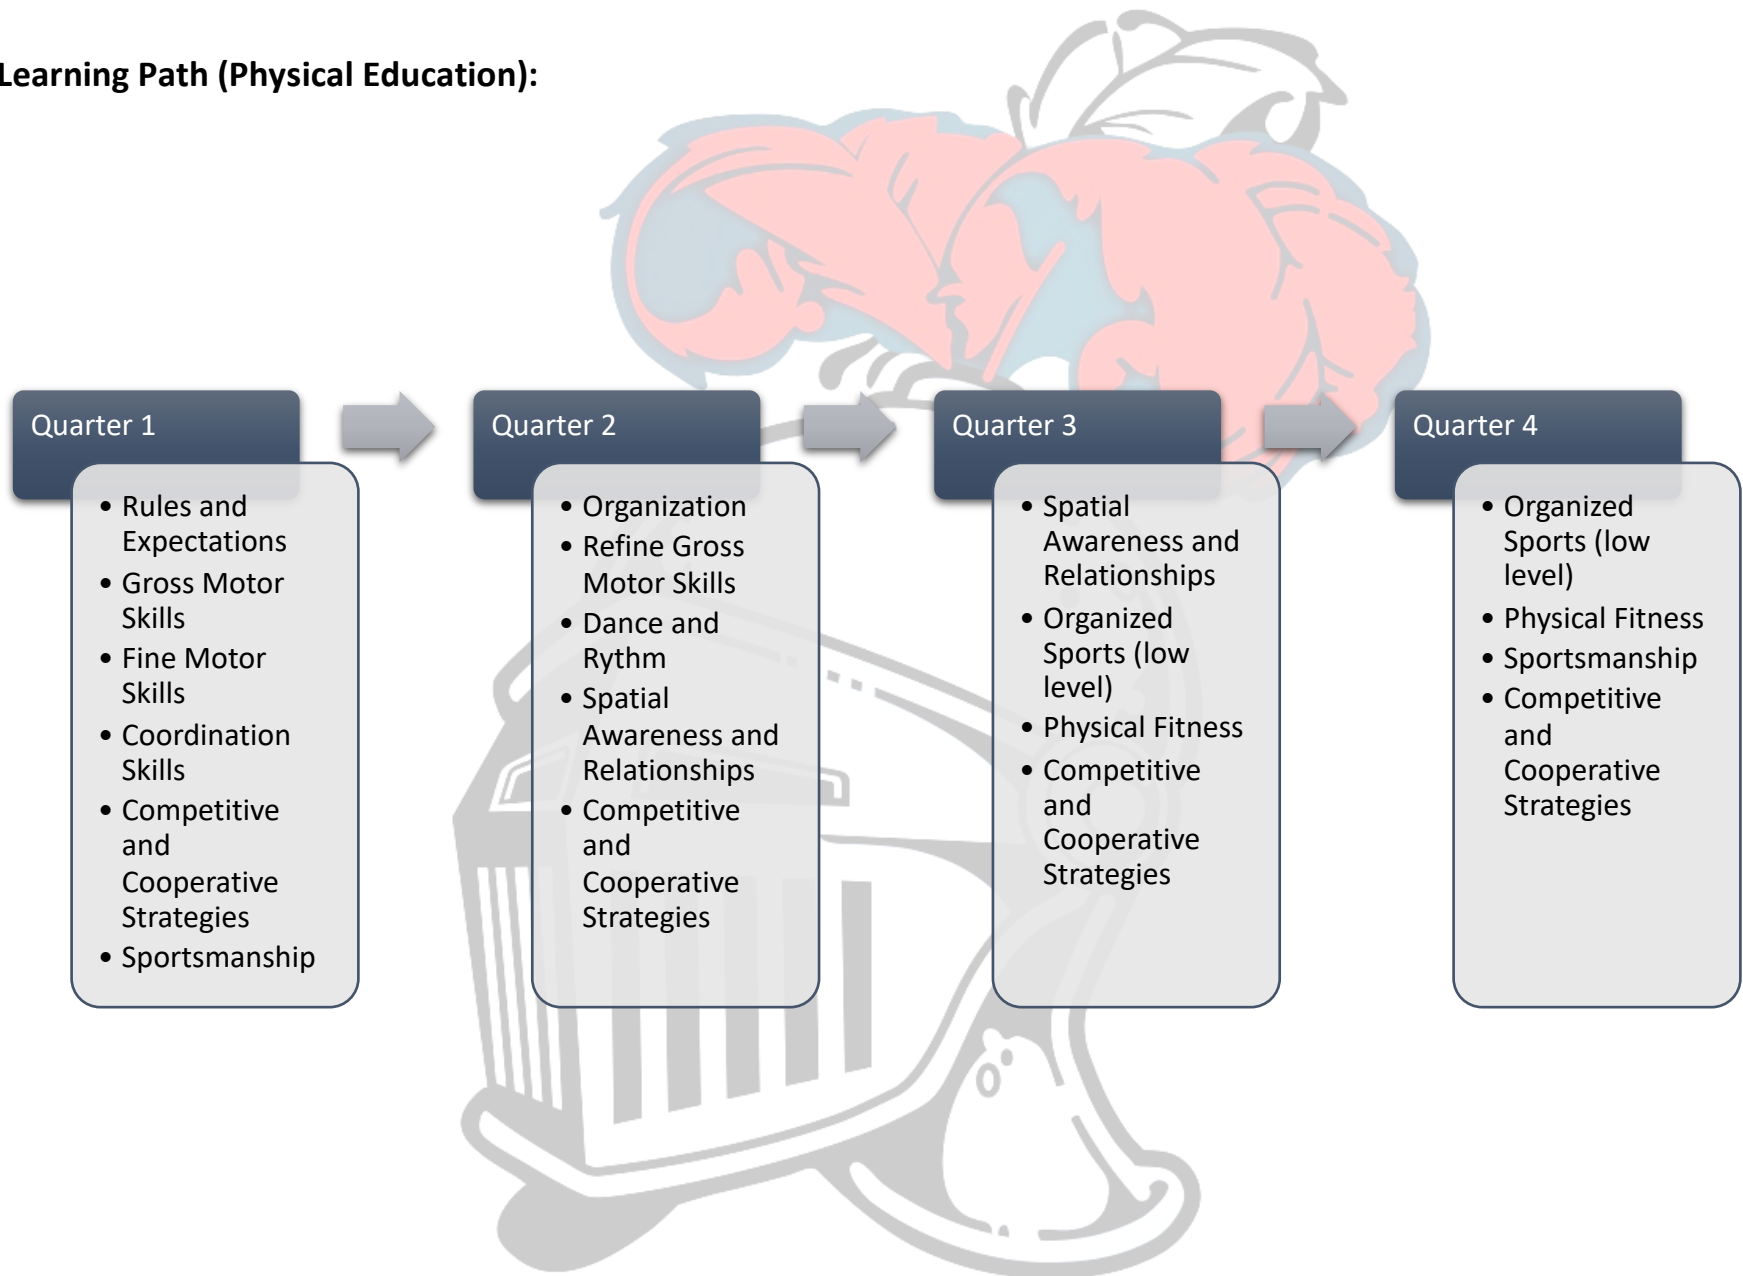 Learning Path (Physical Education):
Quarter 1
• Rules and
Expectations
• Gross Motor
Skills
• Fine Motor
Skills
• Coordination
Skills
• Competitive
and
Cooperative
Strategies
• Sportsmanship
Quarter 2
• Organization
• Refine Gross
Motor Skills
• Dance and
Rythm
• Spatial
Awareness and
Relationships
• Competitive
and
Cooperative
Strategies
Quarter 3
• Spatial
Awareness and
Relationships
• Organized
Sports (low
level)
• Physical Fitness
• Competitive
and
Cooperative
Strategies
Quarter 4
• Organized
Sports (low
level)
• Physical Fitness
• Sportsmanship
• Competitive
and
Cooperative
Strategies